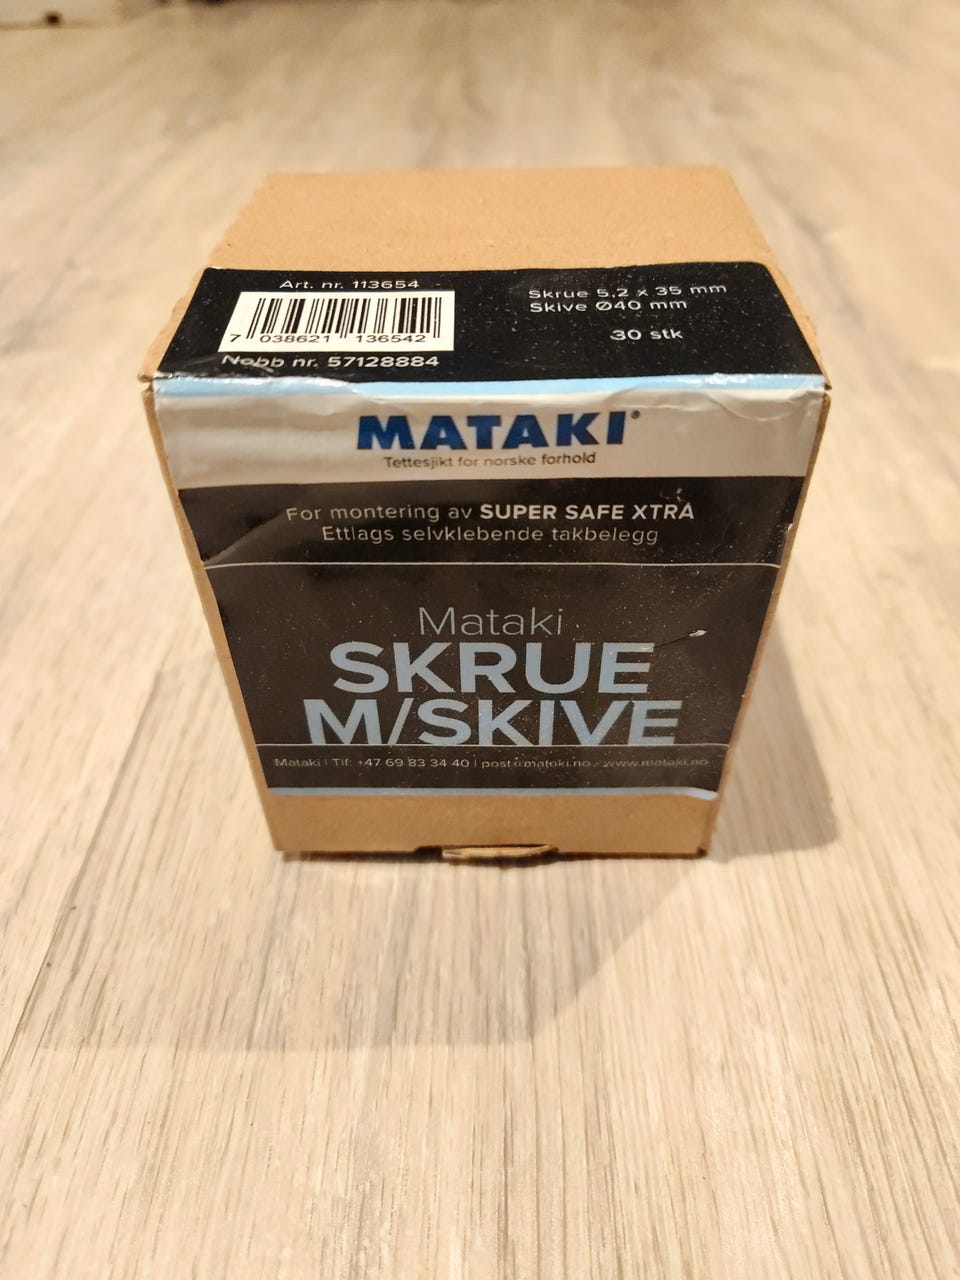 Art. nr. 113654
7 038621 136542
Nobb nr. 57128884
Skrue 5,2 x 35 mm
Skive Ø40 mm
30 stk
MATAKI®
Tettesjikt for norske forhold
For montering av SUPER SAFE XTRA
Ettlags selvklebende takbelegg
Mataki
SKRUE
M/SKIVE
Mataki | Tlf: +47 69 83 34 40 | post@mataki.no - www.mataki.no